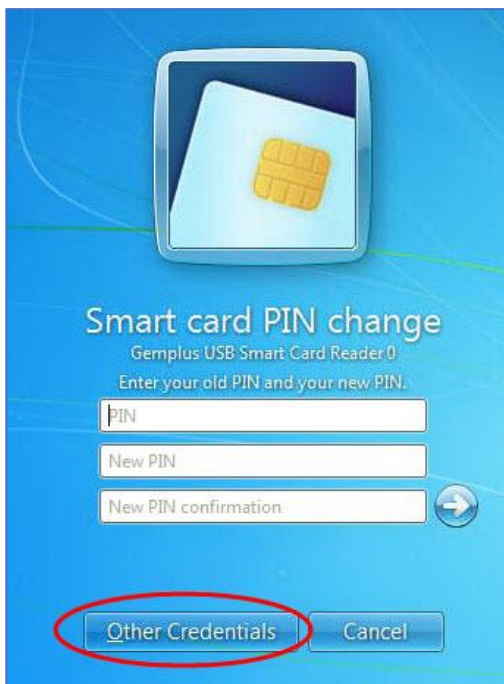 Smart card PIN change
Gemplus USB Smart Card Reader 0
Enter your old PIN and your new PIN.
PIN
New PIN
New PIN confirmation
Other Credentials
Cancel